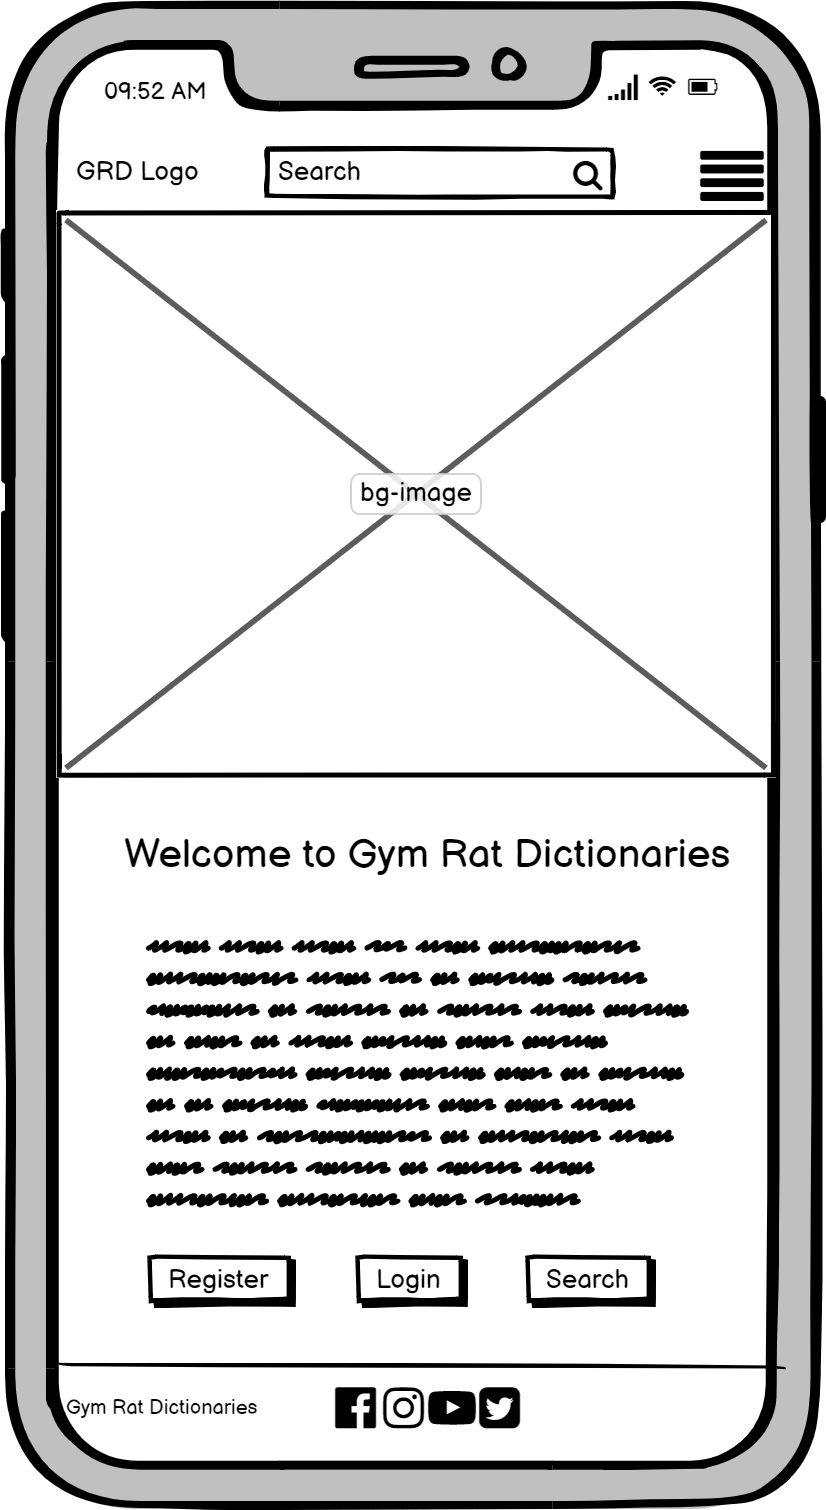 09:52 AM
GRD Logo
Search
bg-image
Welcome to Gym Rat Dictionaries
Register
Login
Search
Gym Rat Dictionaries